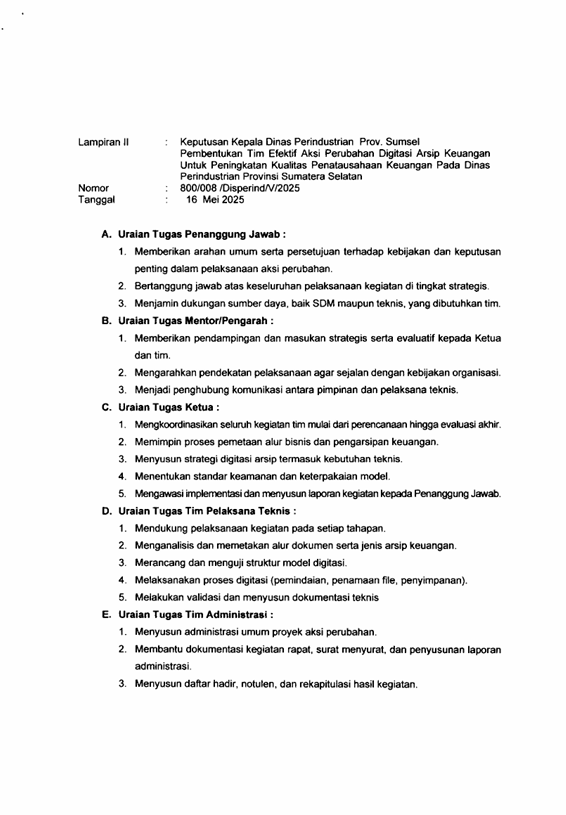 Lampiran II : Keputusan Kepala Dinas Perindustrian Prov. Sumsel
Pembentukan Tim Efektif Aksi Perubahan Digitasi Arsip Keuangan
Untuk Peningkatan Kualitas Penatausahaan Keuangan Pada Dinas
Perindustrian Provinsi Sumatera Selatan
Nomor : 800/008 /Disperind/V/2025
Tanggal : 16 Mei 2025
A. Uraian Tugas Penanggung Jawab :
1. Memberikan arahan umum serta persetujuan terhadap kebijakan dan keputusan
penting dalam pelaksanaan aksi perubahan.
2. Bertanggung jawab atas keseluruhan pelaksanaan kegiatan di tingkat strategis.
3. Menjamin dukungan sumber daya, baik SDM maupun teknis, yang dibutuhkan tim.
B. Uraian Tugas Mentor/Pengarah :
1. Memberikan pendampingan dan masukan strategis serta evaluatif kepada Ketua
dan tim.
2. Mengarahkan pendekatan pelaksanaan agar sejalan dengan kebijakan organisasi.
3. Menjadi penghubung komunikasi antara pimpinan dan pelaksana teknis.
C. Uraian Tugas Ketua :
1. Mengkoordinasikan seluruh kegiatan tim mulai dari perencanaan hingga evaluasi akhir.
2. Memimpin proses pemetaan alur bisnis dan pengarsipan keuangan.
3. Menyusun strategi digitasi arsip termasuk kebutuhan teknis.
4. Menentukan standar keamanan dan keterpakaian model.
5. Mengawasi implementasi dan menyusun laporan kegiatan kepada Penanggung Jawab.
D. Uraian Tugas Tim Pelaksana Teknis :
1. Mendukung pelaksanaan kegiatan pada setiap tahapan.
2. Menganalisis dan memetakan alur dokumen serta jenis arsip keuangan.
3. Merancang dan menguji struktur model digitasi.
4. Melaksanakan proses digitasi (pemindaian, penamaan file, penyimpanan).
5. Melakukan validasi dan menyusun dokumentasi teknis
E. Uraian Tugas Tim Administrasi :
1. Menyusun administrasi umum proyek aksi perubahan.
2. Membantu dokumentasi kegiatan rapat, surat menyurat, dan penyusunan laporan
administrasi.
3. Menyusun daftar hadir, notulen, dan rekapitulasi hasil kegiatan.